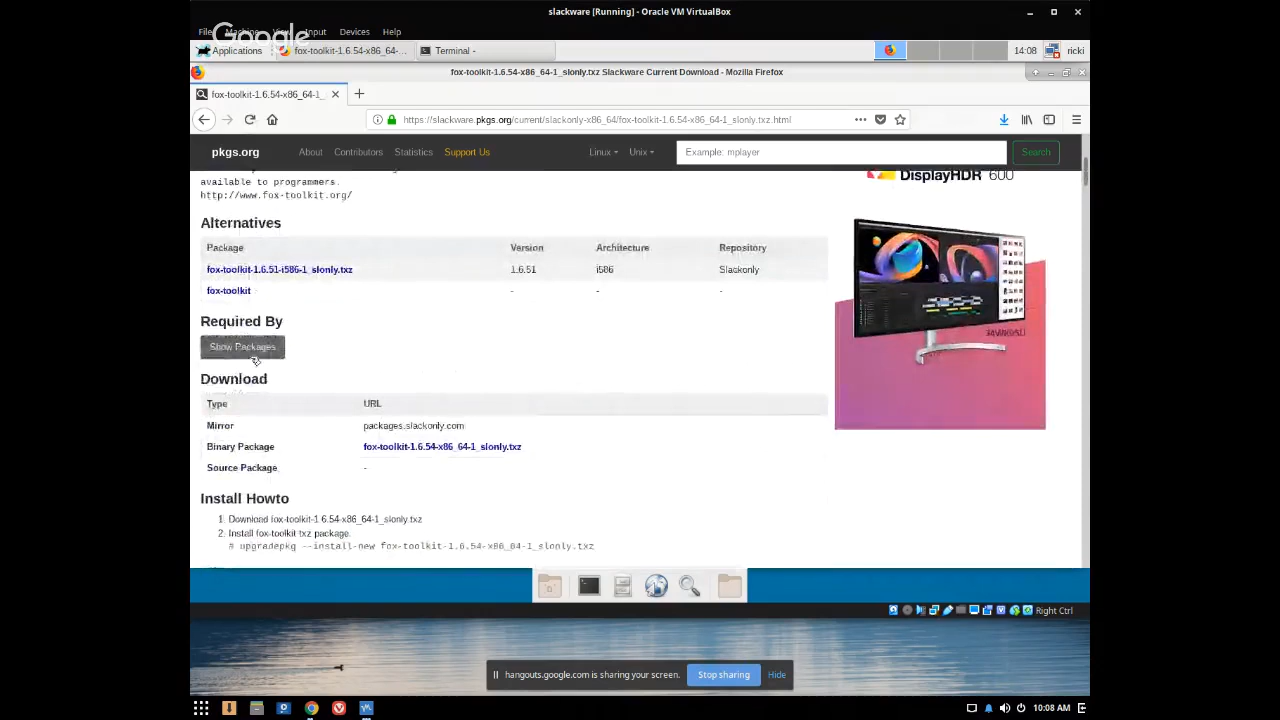 slackware [Running] - Oracle VM VirtualBox
File Machine View Input Devices Help
Google
Applications fox-toolkit-1.6.54-x86_64-... Terminal - 14:08 ricki
fox-toolkit-1.6.54-x86_64-1_slonly.txz Slackware Current Download - Mozilla Firefox
fox-toolkit-1.6.54-x86_64-1_
https://slackware.pkgs.org/current/slackonly-x86_64/fox-toolkit-1.6.54-x86_64-1_slonly.txz.html
pkgs.org About Contributors Statistics Support Us Linux Unix Example: mplayer Search
available to programmers.
http://www.fox-toolkit.org/
DisplayHDR 600
Alternatives
Package Version Architecture Repository
fox-toolkit-1.6.51-i586-1_slonly.txz 1.6.51 i586 Slackonly
fox-toolkit - - -
Required By
Show Packages
Download
Type URL
Mirror packages.slackonly.com
Binary Package fox-toolkit-1.6.54-x86_64-1_slonly.txz
Source Package -
Install Howto
1. Download fox-toolkit-1.6.54-x86_64-1_slonly.txz
2. Install fox-toolkit txz package:
# upgradepkg --install-new fox-toolkit-1.6.54-x86_64-1_slonly.txz
Right Ctrl
hangouts.google.com is sharing your screen. Stop sharing Hide
10:08 AM